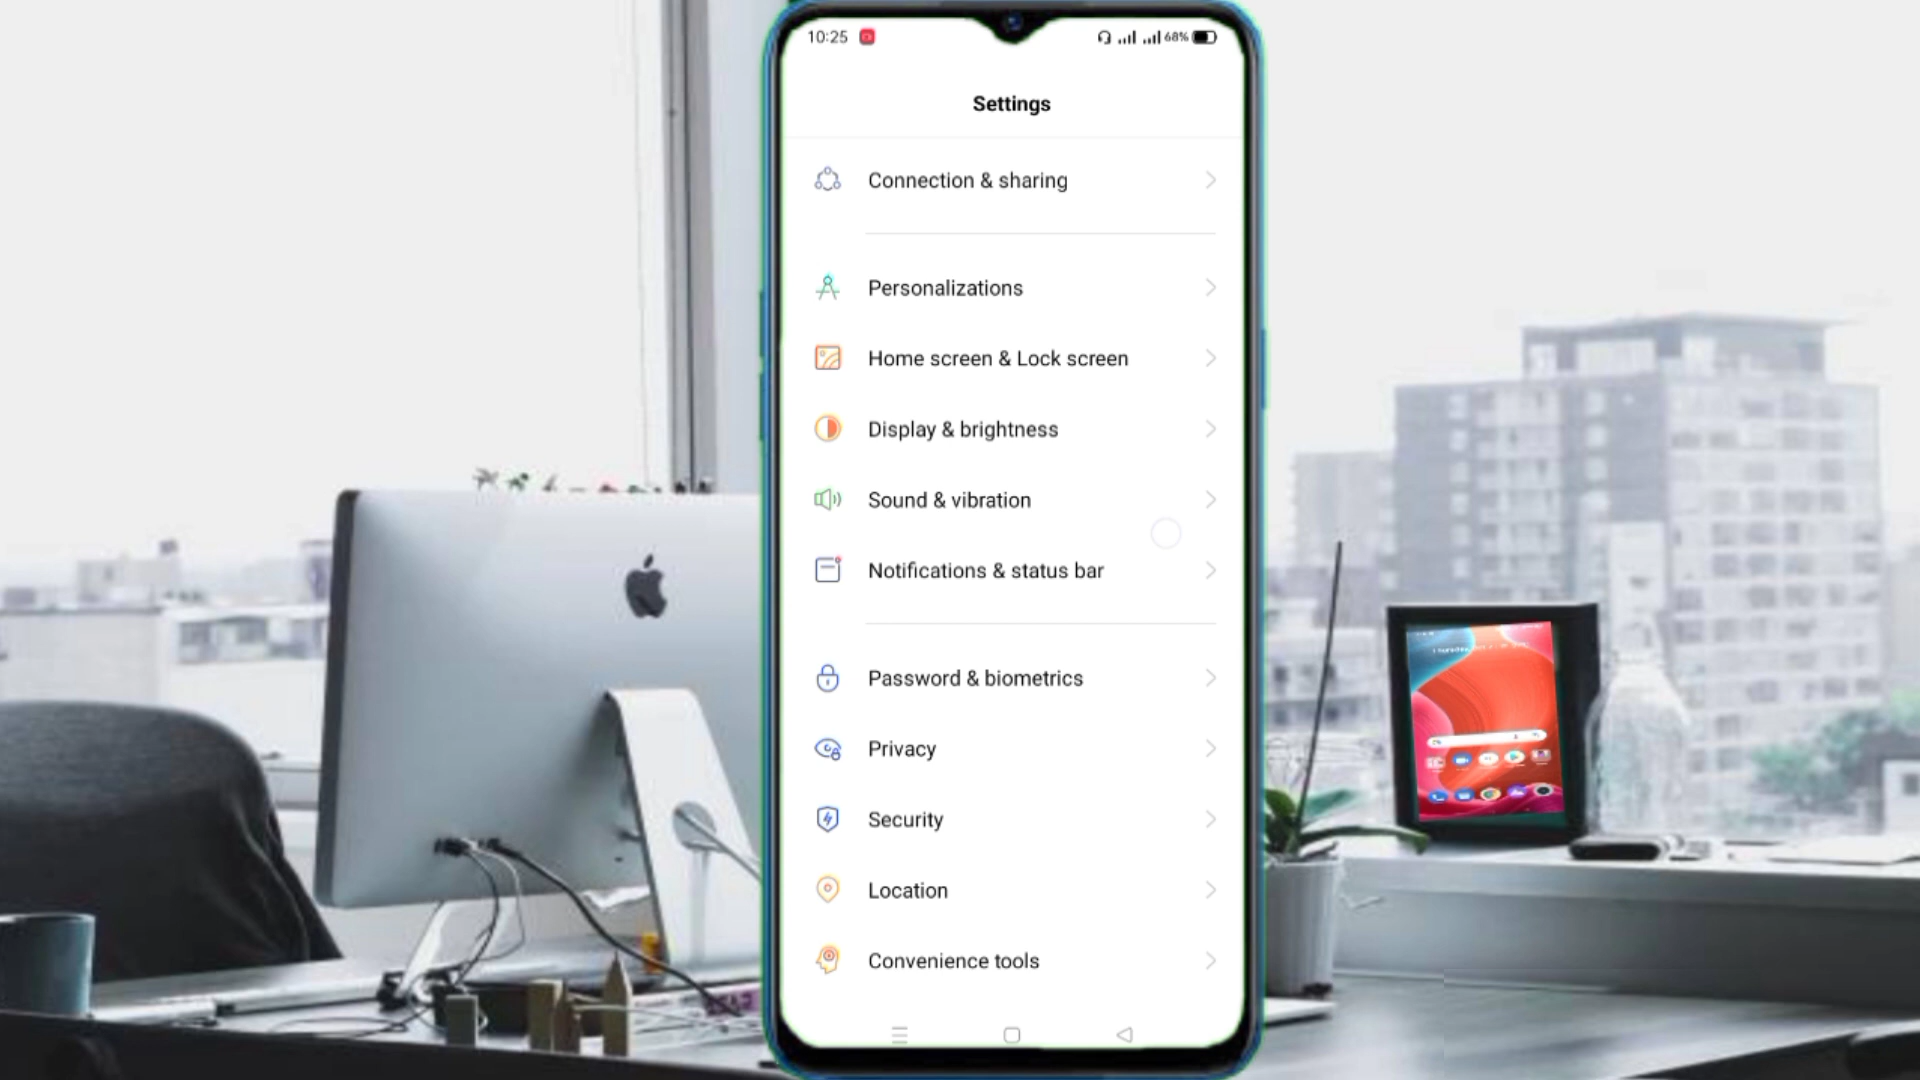 10:25
68%
Settings
Connection & sharing
Personalizations
Home screen & Lock screen
Display & brightness
Sound & vibration
Notifications & status bar
Password & biometrics
Privacy
Security
Location
Convenience tools